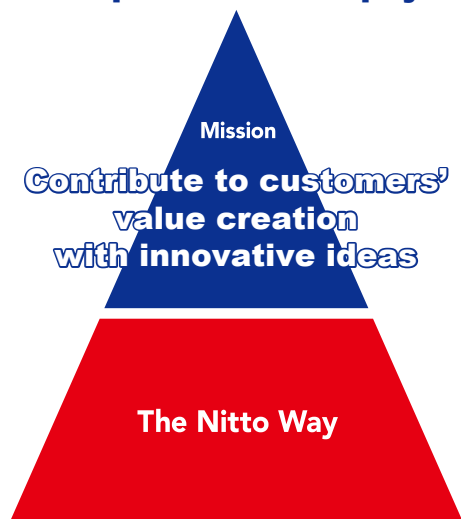 Mission
Contribute to customers’
value creation
with innovative ideas
The Nitto Way